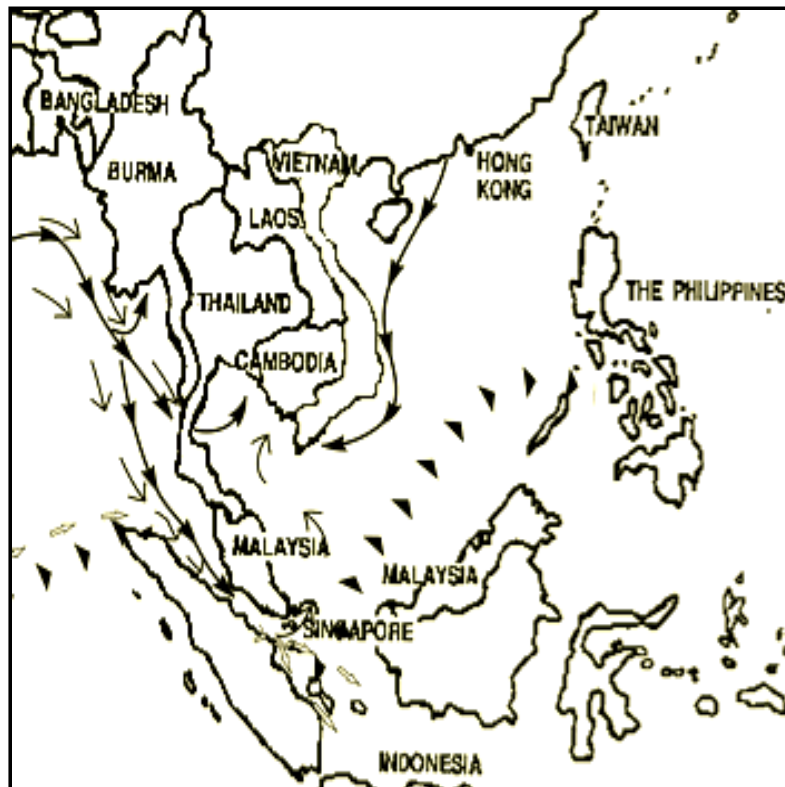 BANGLADESH
TAIWAN
VIETNAM
HONG
KONG
BURMA
LAOS
THAILAND
THE PHILIPPINES
CAMBODIA
MALAYSIA
MALAYSIA
SINGAPORE
INDONESIA